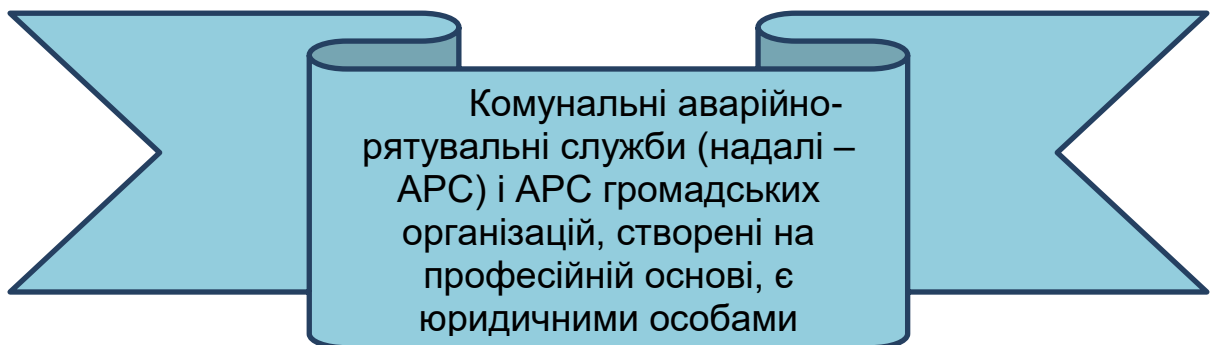 Комунальні аварійно-
рятувальні служби (надалі –
АРС) і АРС громадських
організацій, створені на
професійній основі, є
юридичними особами